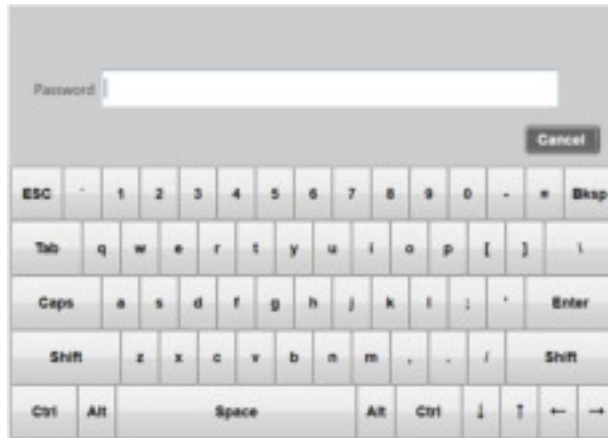 Password
Cancel
ESC ` 1 2 3 4 5 6 7 8 9 0 - = Bksp
Tab q w e r t y u i o p [ ] \
Caps a s d f g h j k l ; ' Enter
Shift z x c v b n m , . / Shift
Ctrl Alt Space Alt Ctrl ↓ ↑ ← →